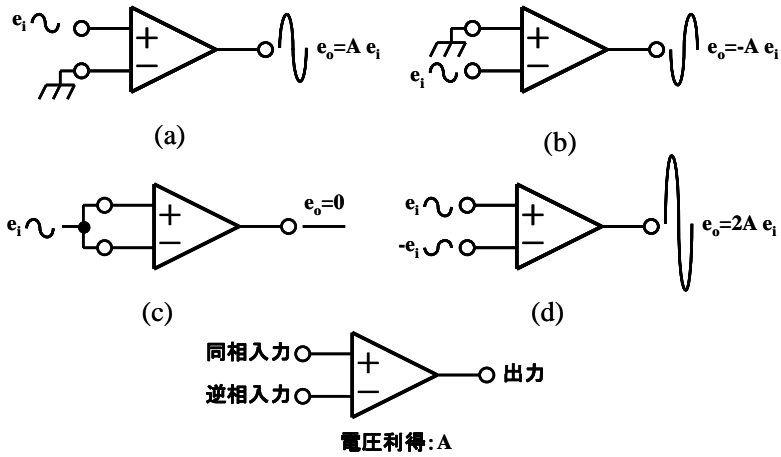 eᵢ + − eₒ=A eᵢ
(a)
+ − eᵢ eₒ=-A eᵢ
(b)
eᵢ + − eₒ=0
(c)
eᵢ -eᵢ + − eₒ=2A eᵢ
(d)
同相入力 + 出力
逆相入力 −
電圧利得:A